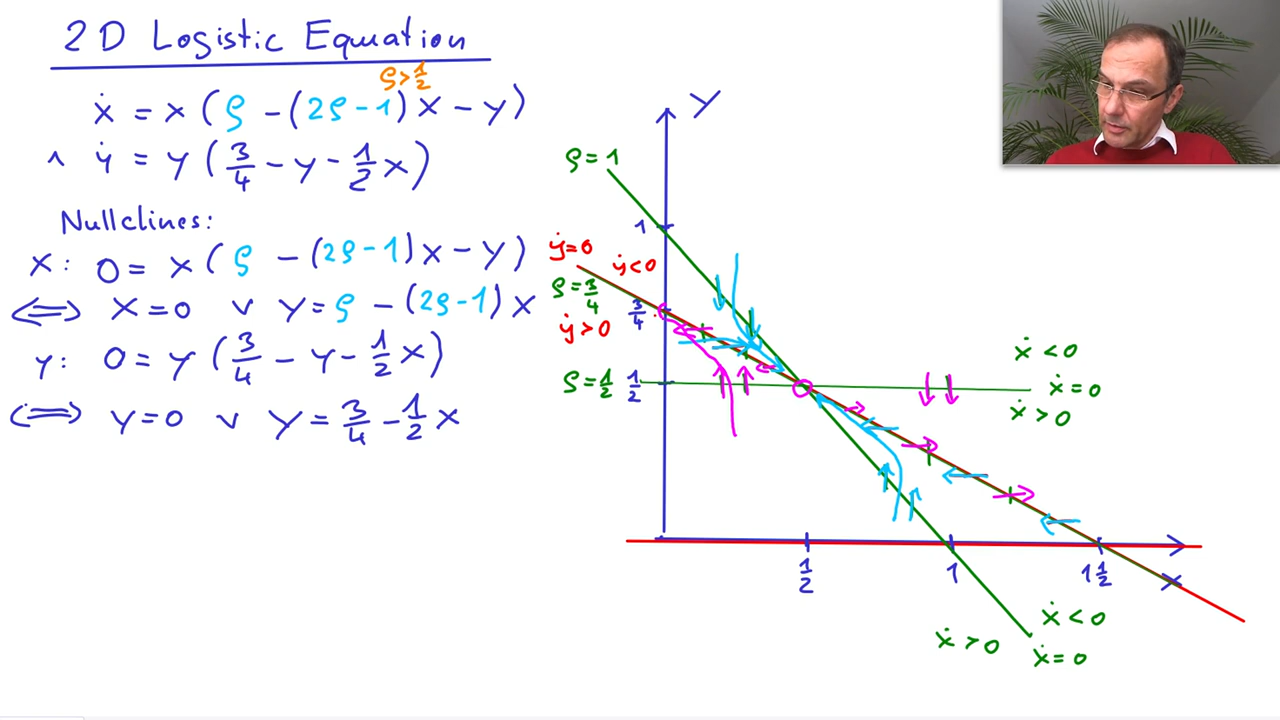 2D Logistic Equation
ϱ > 1/2
ẋ = x (ϱ - (2ϱ - 1) x - y)
∧ ẏ = y (3/4 - y - 1/2 x)
Nullclines:
x: 0 = x (ϱ - (2ϱ - 1) x - y)
⟺ x = 0 ∨ y = ϱ - (2ϱ - 1) x
y: 0 = y (3/4 - y - 1/2 x)
⟺ y = 0 ∨ y = 3/4 - 1/2 x
y
ϱ = 1
1
ẏ = 0
ẏ < 0
ϱ = 3/4
3/4
ẏ > 0
ϱ = 1/2
1/2
ẋ < 0
ẋ = 0
ẋ > 0
1/2
1
1 1/2
x
ẋ < 0
ẋ > 0
ẋ = 0